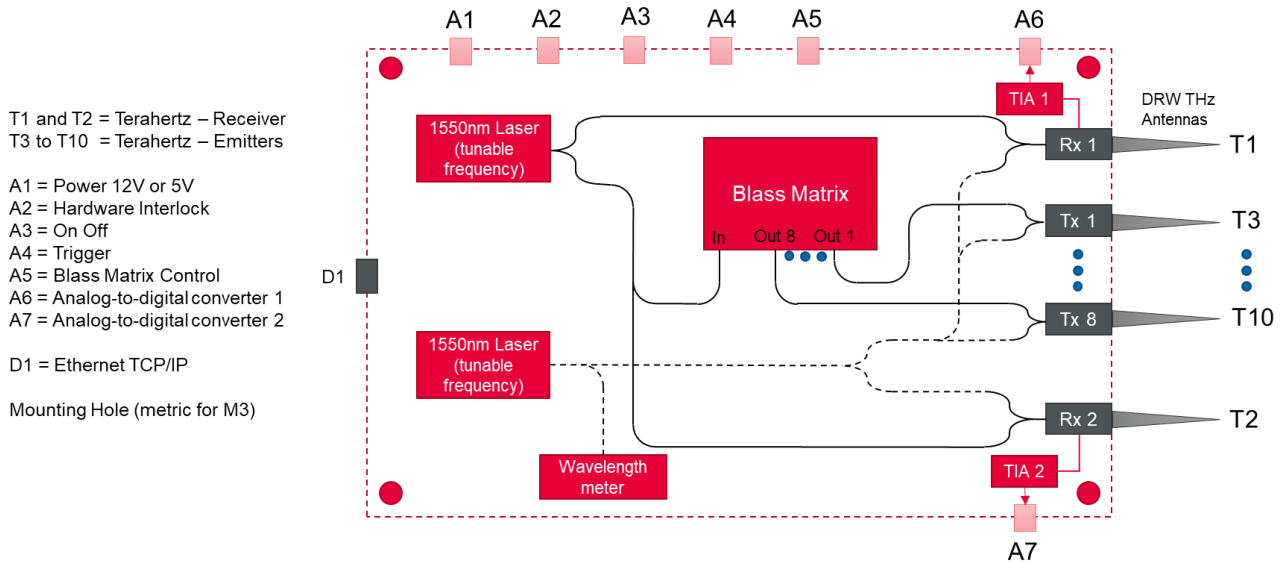 A1
A2
A3
A4
A5
A6
T1 and T2 = Terahertz – Receiver
T3 to T10 = Terahertz – Emitters
A1 = Power 12V or 5V
A2 = Hardware Interlock
A3 = On Off
A4 = Trigger
A5 = Blass Matrix Control
A6 = Analog-to-digital converter 1
A7 = Analog-to-digital converter 2
D1 = Ethernet TCP/IP
Mounting Hole (metric for M3)
D1
1550nm Laser
(tunable
frequency)
Blass Matrix
In
Out 8
Out 1
1550nm Laser
(tunable
frequency)
Wavelength
meter
TIA 1
Rx 1
DRW THz
Antennas
T1
Tx 1
T3
Tx 8
T10
Rx 2
T2
TIA 2
A7